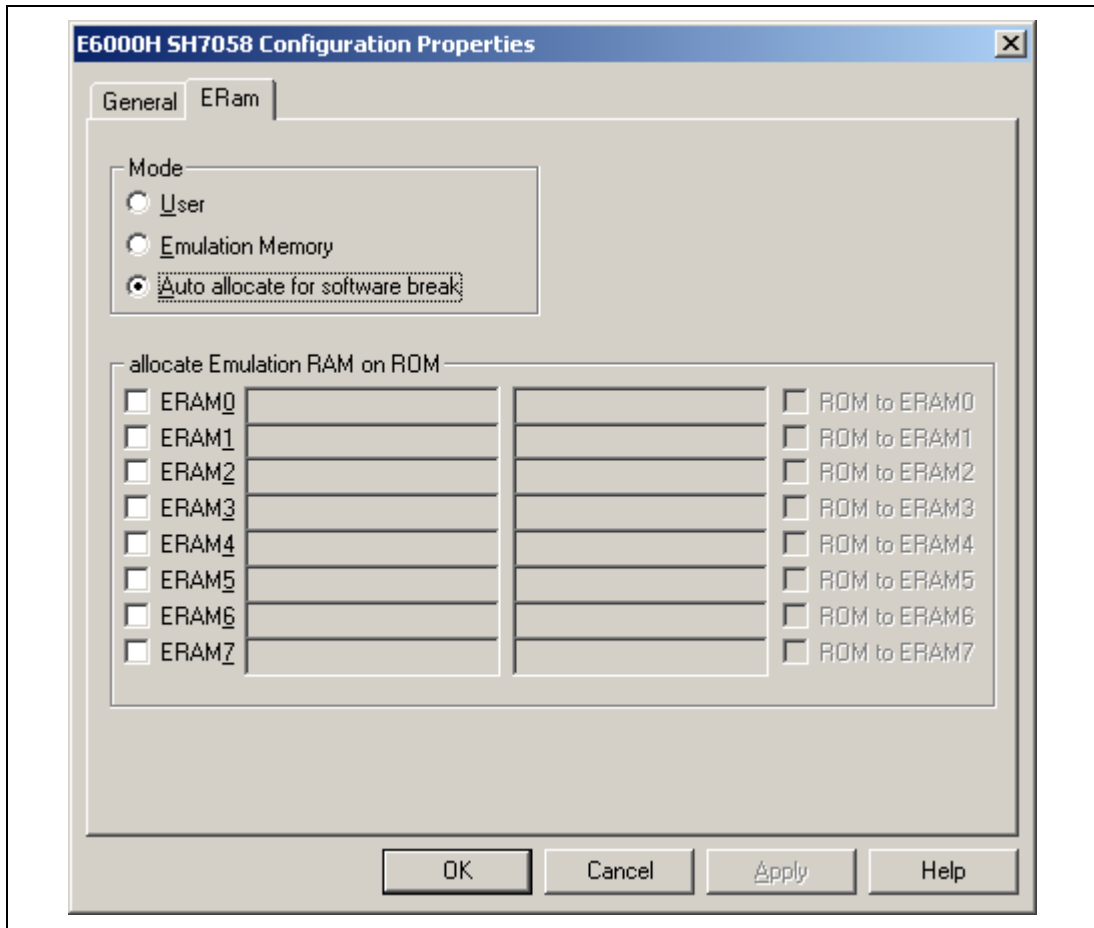 E6000H SH7058 Configuration Properties
General ERam
Mode
User
Emulation Memory
Auto allocate for software break
allocate Emulation RAM on ROM
ERAM0 ROM to ERAM0
ERAM1 ROM to ERAM1
ERAM2 ROM to ERAM2
ERAM3 ROM to ERAM3
ERAM4 ROM to ERAM4
ERAM5 ROM to ERAM5
ERAM6 ROM to ERAM6
ERAM7 ROM to ERAM7
OK Cancel Apply Help